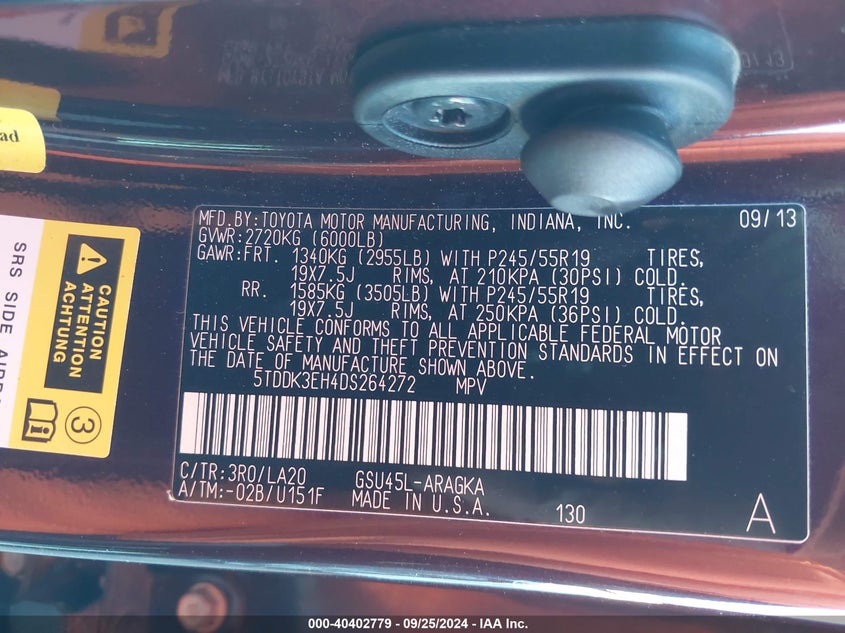 ad
SRS SIDE AIRB
CAUTION
ATTENTION
ACHTUNG
3
MFD.BY:TOYOTA MOTOR MANUFACTURING, INDIANA, INC. 09/13
GVWR:2720KG (6000LB)
GAWR:FRT. 1340KG (2955LB) WITH P245/55R19 TIRES,
19X7.5J RIMS, AT 210KPA (30PSI) COLD.
RR. 1585KG (3505LB) WITH P245/55R19 TIRES,
19X7.5J RIMS, AT 250KPA (36PSI) COLD.
THIS VEHICLE CONFORMS TO ALL APPLICABLE FEDERAL MOTOR
VEHICLE SAFETY AND THEFT PREVENTION STANDARDS IN EFFECT ON
THE DATE OF MANUFACTURE SHOWN ABOVE.
5TDDK3EH4DS264272 MPV
C/TR:3R0/LA20 GSU45L-ARAGKA
A/TM:-02B/U151F MADE IN U.S.A. 130 A
000-40402779 - 09/25/2024 - IAA Inc.